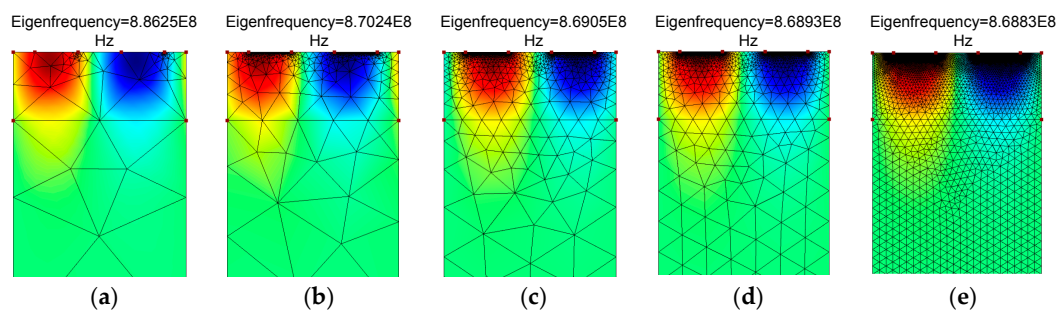 Eigenfrequency=8.8625E8
Hz
Eigenfrequency=8.7024E8
Hz
Eigenfrequency=8.6905E8
Hz
Eigenfrequency=8.6893E8
Hz
Eigenfrequency=8.6883E8
Hz
(a)
(b)
(c)
(d)
(e)